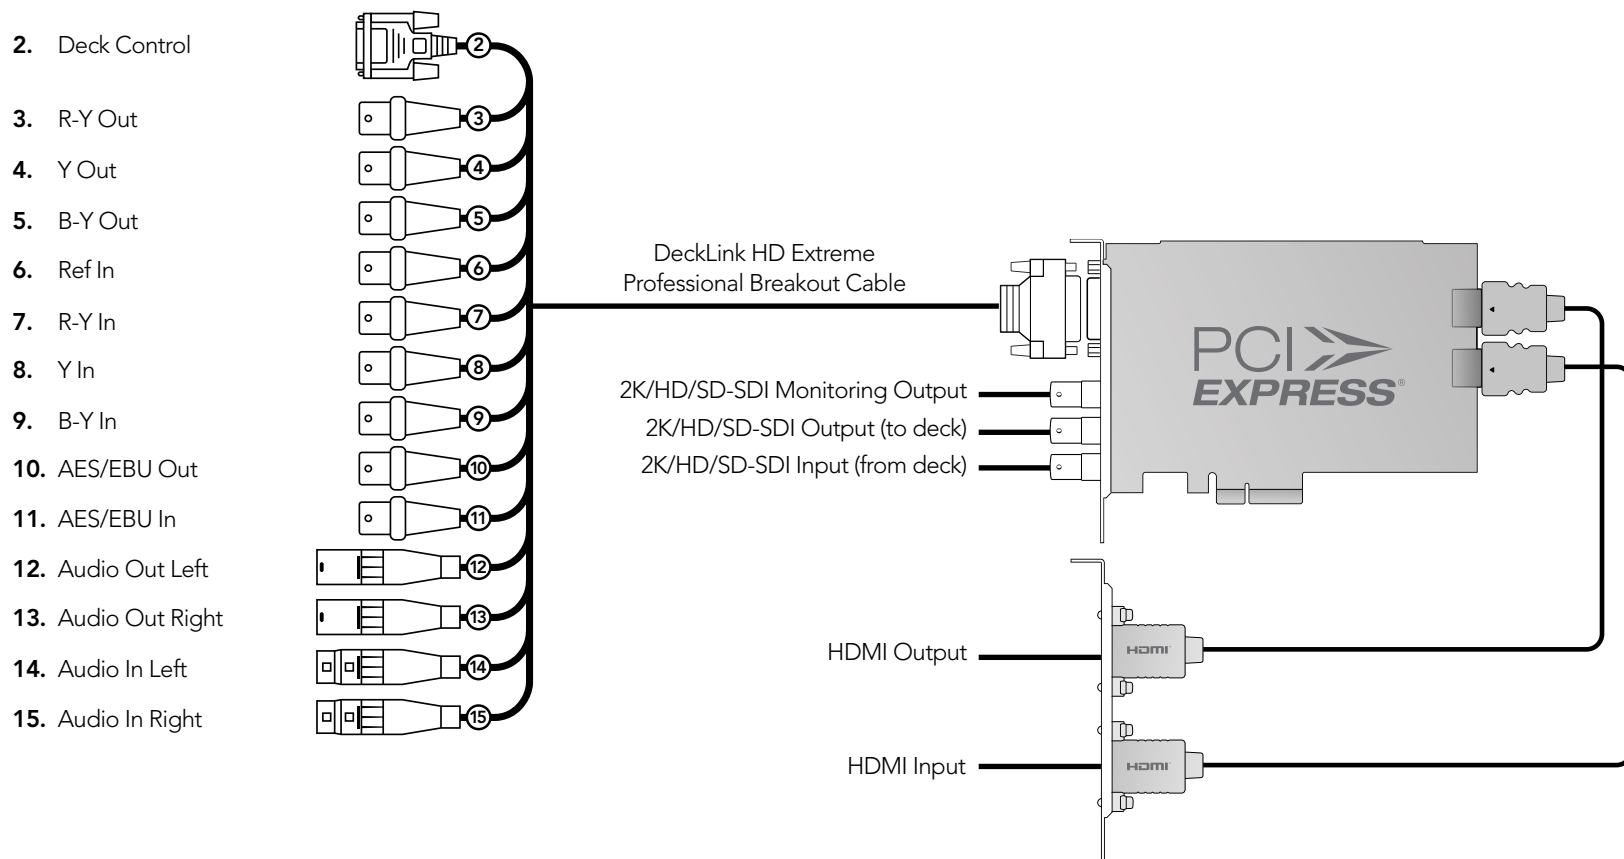 2. Deck Control
3. R-Y Out
4. Y Out
5. B-Y Out
6. Ref In
7. R-Y In
8. Y In
9. B-Y In
10. AES/EBU Out
11. AES/EBU In
12. Audio Out Left
13. Audio Out Right
14. Audio In Left
15. Audio In Right
2
3
4
5
6
7
8
9
10
11
12
13
14
15
DeckLink HD Extreme
Professional Breakout Cable
2K/HD/SD-SDI Monitoring Output
2K/HD/SD-SDI Output (to deck)
2K/HD/SD-SDI Input (from deck)
PCI
EXPRESS®
HDMI Output
HDMI
HDMI Input
HDMI